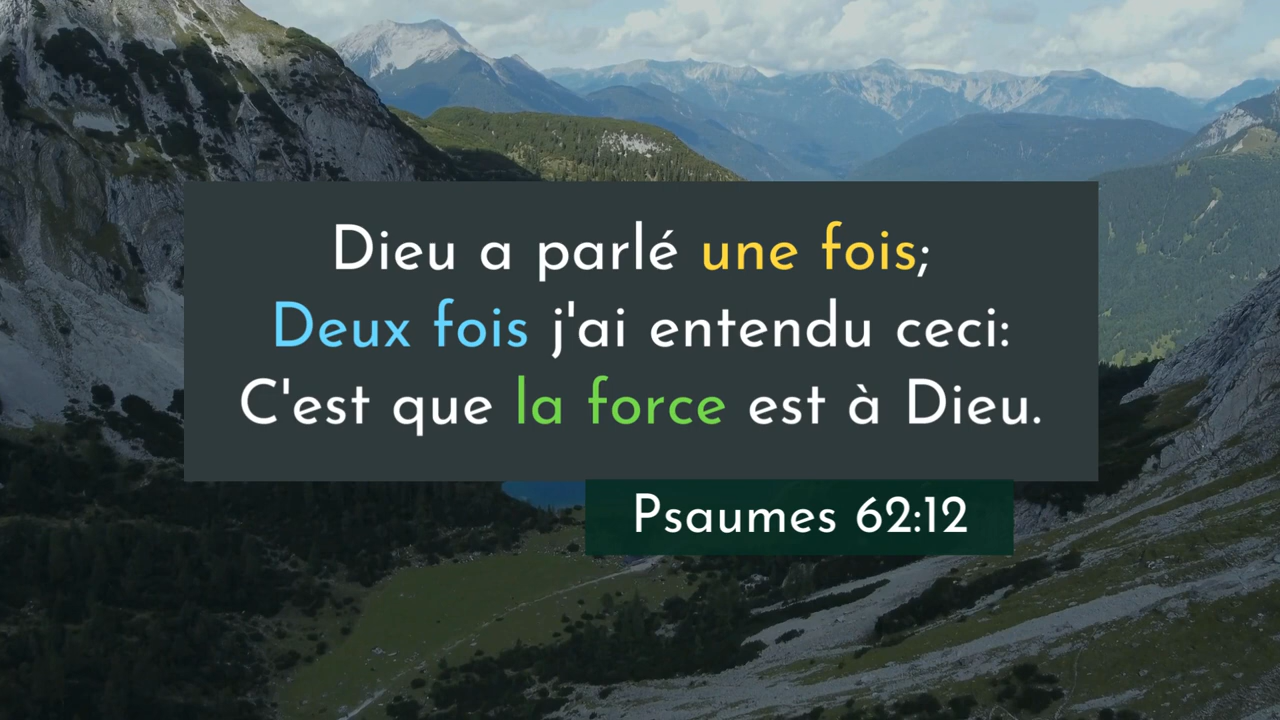 Dieu a parlé une fois;
Deux fois j'ai entendu ceci:
C'est que la force est à Dieu.
Psaumes 62:12